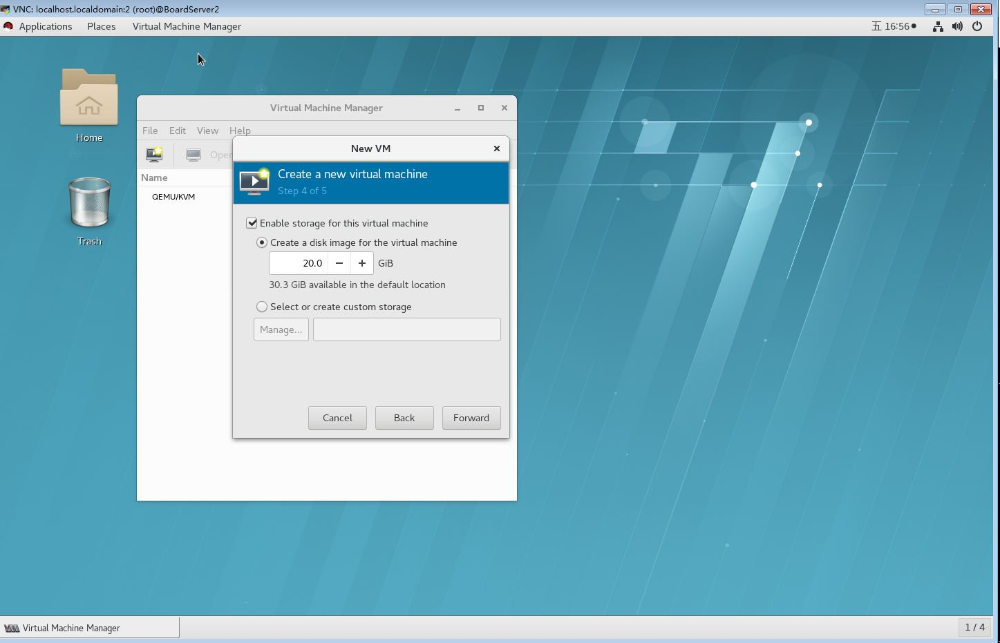 VNC: localhost.localdomain:2 (root)@BoardServer2
Applications Places Virtual Machine Manager 五 16:56
Home
Trash
Virtual Machine Manager
File Edit View Help
Open
Name
QEMU/KVM
New VM
Create a new virtual machine
Step 4 of 5
Enable storage for this virtual machine
Create a disk image for the virtual machine
20.0 − + GiB
30.3 GiB available in the default location
Select or create custom storage
Manage...
Cancel Back Forward
Virtual Machine Manager 1 / 4